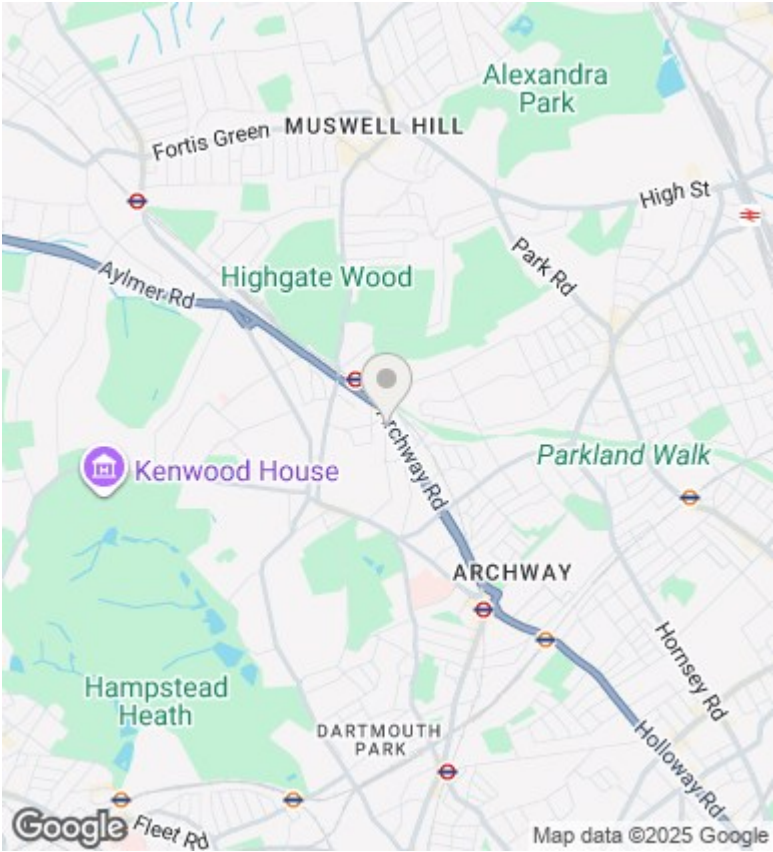 Alexandra
Park
Fortis Green
MUSWELL HILL
High St
Park Rd
Aylmer Rd
Highgate Wood
Archway Rd
Parkland Walk
Kenwood House
ARCHWAY
Hornsey Rd
Hampstead
Heath
DARTMOUTH
PARK
Holloway Rd
Google
Fleet Rd
Map data ©2025 Google